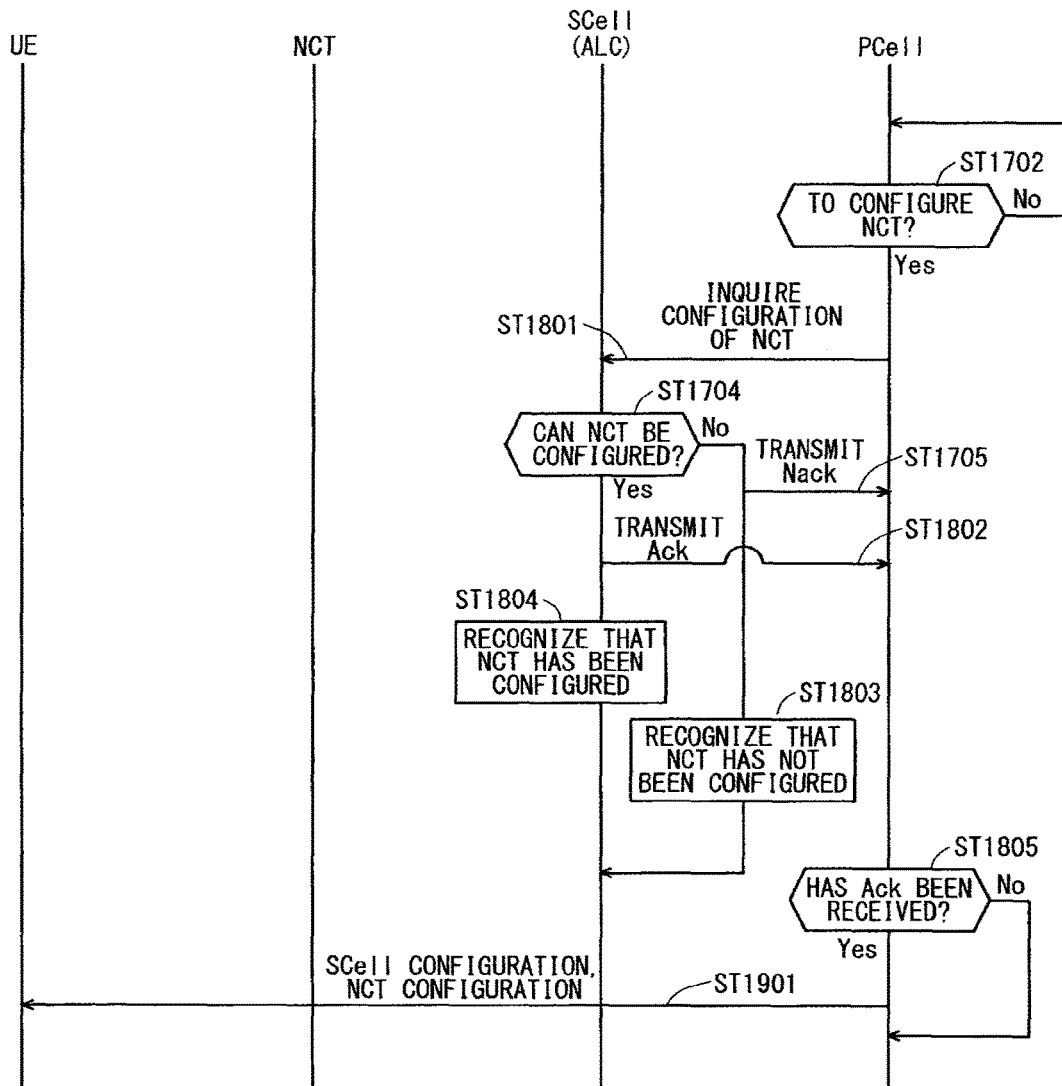 UE
NCT
SCell
(ALC)
PCell
ST1702
TO CONFIGURE
NCT?
No
Yes
INQUIRE
CONFIGURATION
OF NCT
ST1801
ST1704
CAN NCT BE
CONFIGURED?
No
Yes
TRANSMIT
Nack
ST1705
TRANSMIT
Ack
ST1802
ST1804
RECOGNIZE THAT
NCT HAS BEEN
CONFIGURED
ST1803
RECOGNIZE THAT
NCT HAS NOT
BEEN CONFIGURED
ST1805
HAS Ack BEEN
RECEIVED?
No
Yes
SCell CONFIGURATION,
NCT CONFIGURATION
ST1901